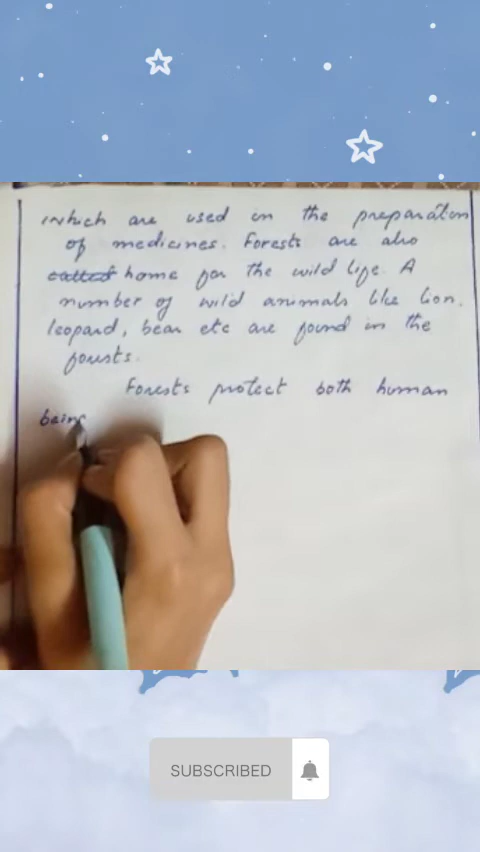 which are used in the preparation
of medicines. Forests are also
called home for the wild life. A
number of wild animals like lion,
leopard, bear etc are found in the
forests.
Forests protect both human
being
SUBSCRIBED